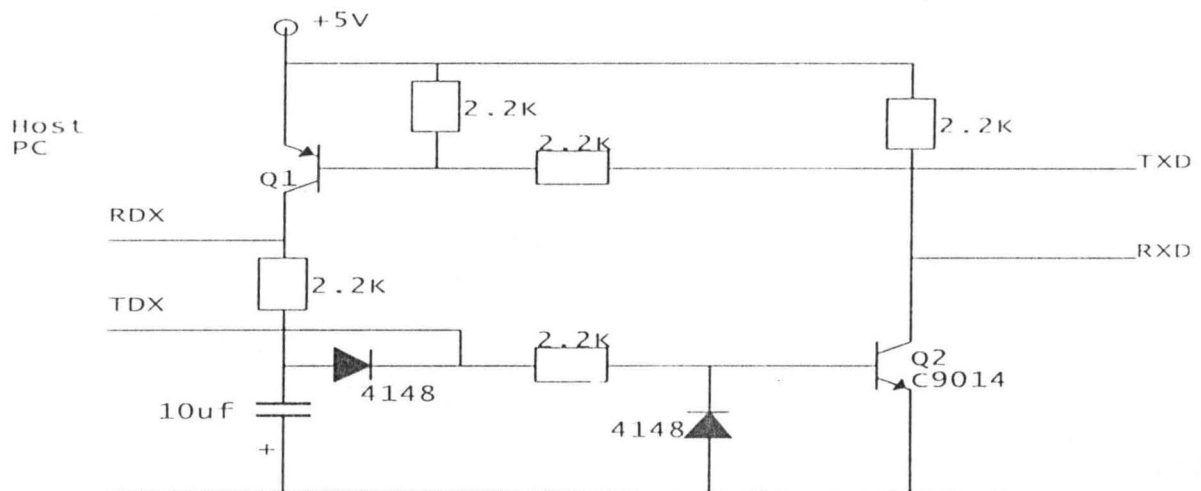 +5V
Host
PC
2.2K
2.2K
2.2K
TXD
Q1
RDX
RXD
2.2K
TDX
2.2K
Q2
C9014
4148
10uf
4148
+